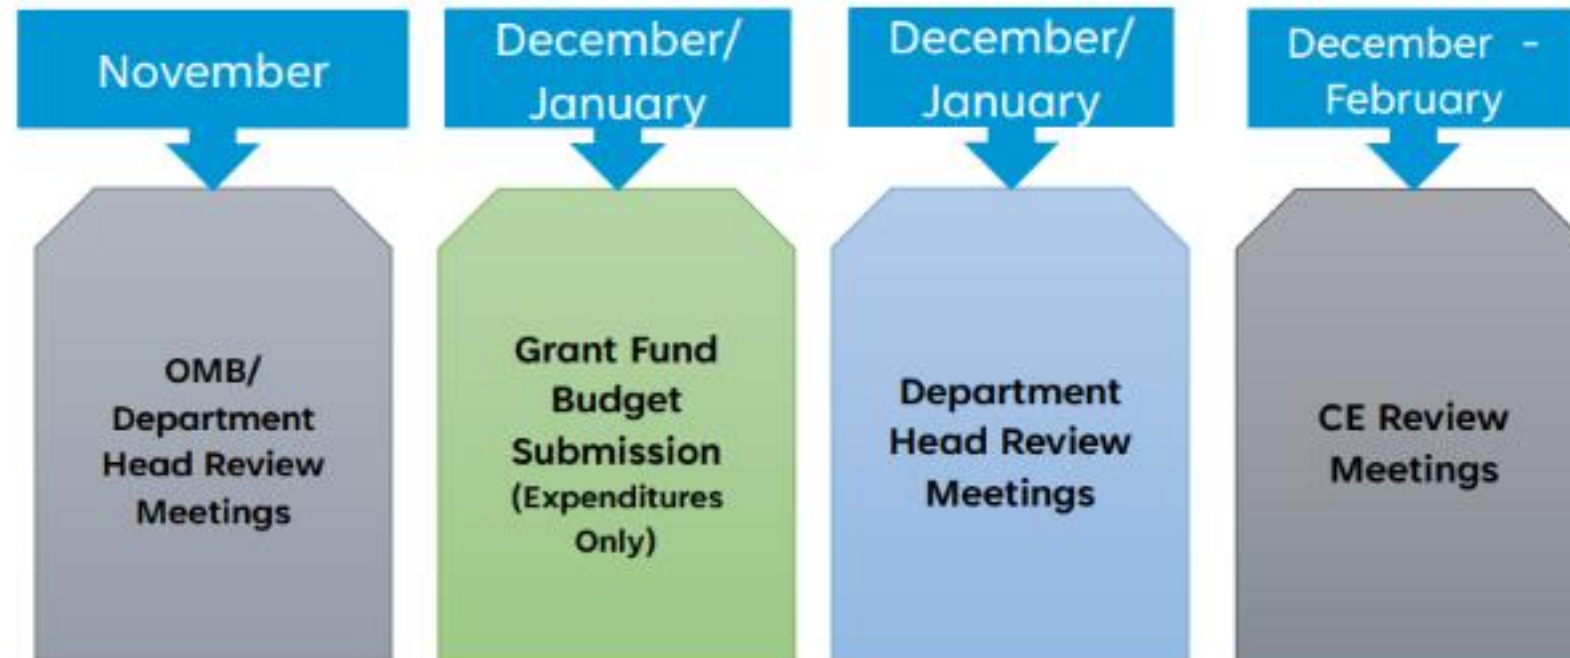 November
OMB/
Department
Head Review
Meetings
December/
January
Grant Fund
Budget
Submission
(Expenditures
Only)
December/
January
Department
Head Review
Meetings
December -
February
CE Review
Meetings